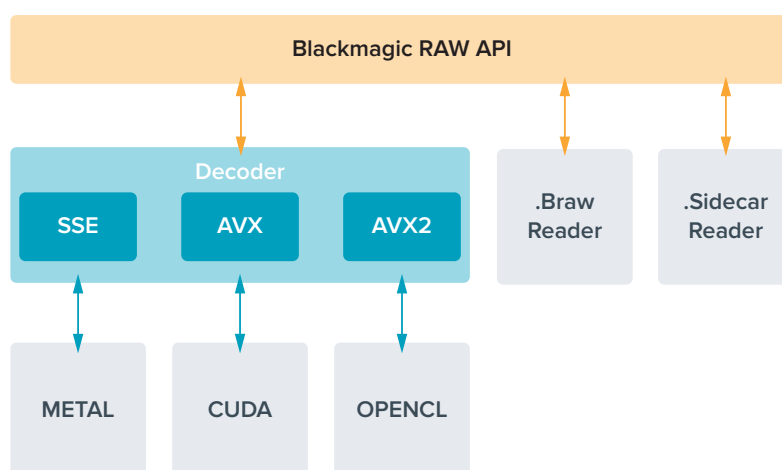 Blackmagic RAW API
Decoder
SSE
AVX
AVX2
.Braw
Reader
.Sidecar
Reader
METAL
CUDA
OPENCL